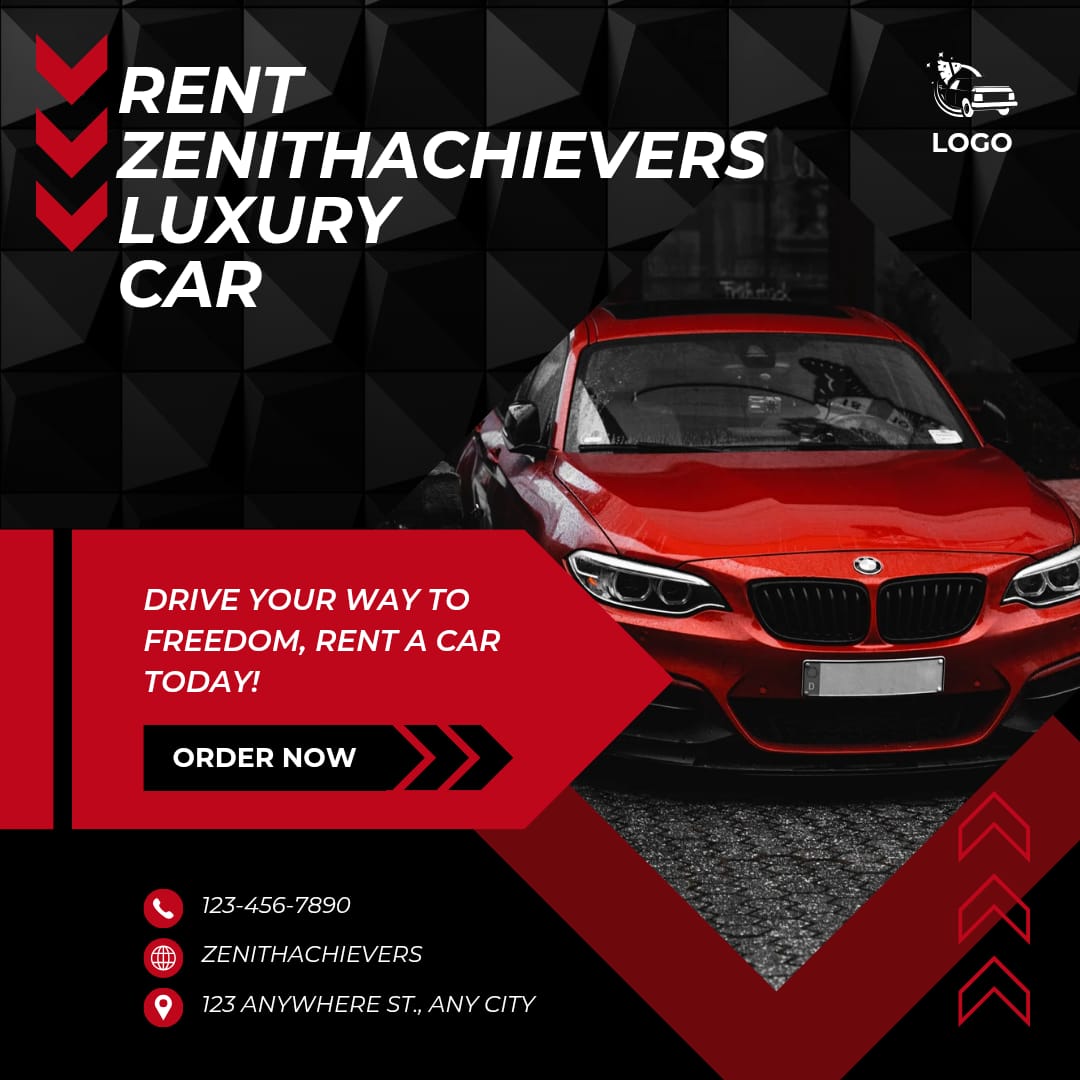 RENT
ZENITHACHIEVERS
LUXURY
CAR
LOGO
Frühstück
DRIVE YOUR WAY TO
FREEDOM, RENT A CAR
TODAY!
ORDER NOW
D
123-456-7890
ZENITHACHIEVERS
123 ANYWHERE ST., ANY CITY